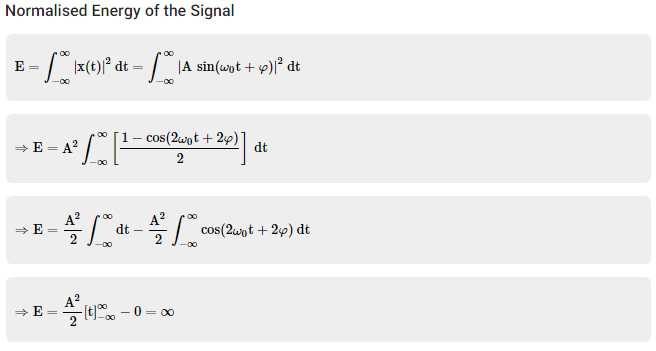 Normalised Energy of the Signal
E = ∫_{−∞}^{∞} |x(t)|² dt = ∫_{−∞}^{∞} |A sin(ω₀t + φ)|² dt
⇒ E = A² ∫_{−∞}^{∞} [(1 − cos(2ω₀t + 2φ))/2] dt
⇒ E = A²/2 ∫_{−∞}^{∞} dt − A²/2 ∫_{−∞}^{∞} cos(2ω₀t + 2φ) dt
⇒ E = A²/2 [t]_{−∞}^{∞} − 0 = ∞